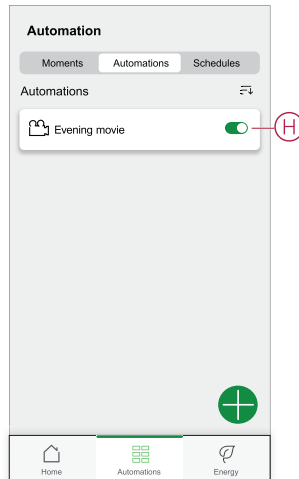 Automation
Moments Automations Schedules
Automations
Evening movie
H
Home Automations Energy